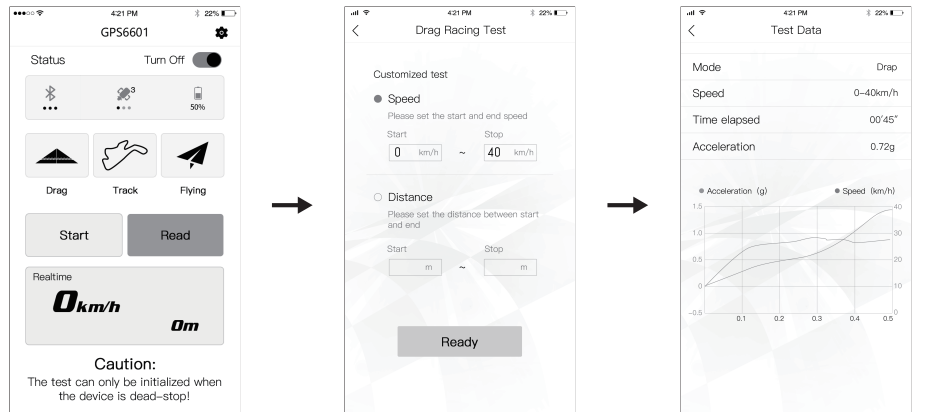 4:21 PM
22%
GPS6601
Status
Turn Off
3
50%
Drag
Track
Flying
Start
Read
Realtime
0km/h
0m
Caution:
The test can only be initialized when
the device is dead-stop!
4:21 PM
22%
Drag Racing Test
Customized test
Speed
Please set the start and end speed
Start
Stop
0 km/h ~ 40 km/h
Distance
Please set the distance between start
and end
Start
Stop
m ~ m
Ready
4:21 PM
22%
Test Data
Mode
Drap
Speed
0-40km/h
Time elapsed
00'45"
Acceleration
0.72g
Acceleration (g)
Speed (km/h)
1.5
40
1.0
30
0.5
20
0
10
-0.5
0
0.1
0.2
0.3
0.4
0.5